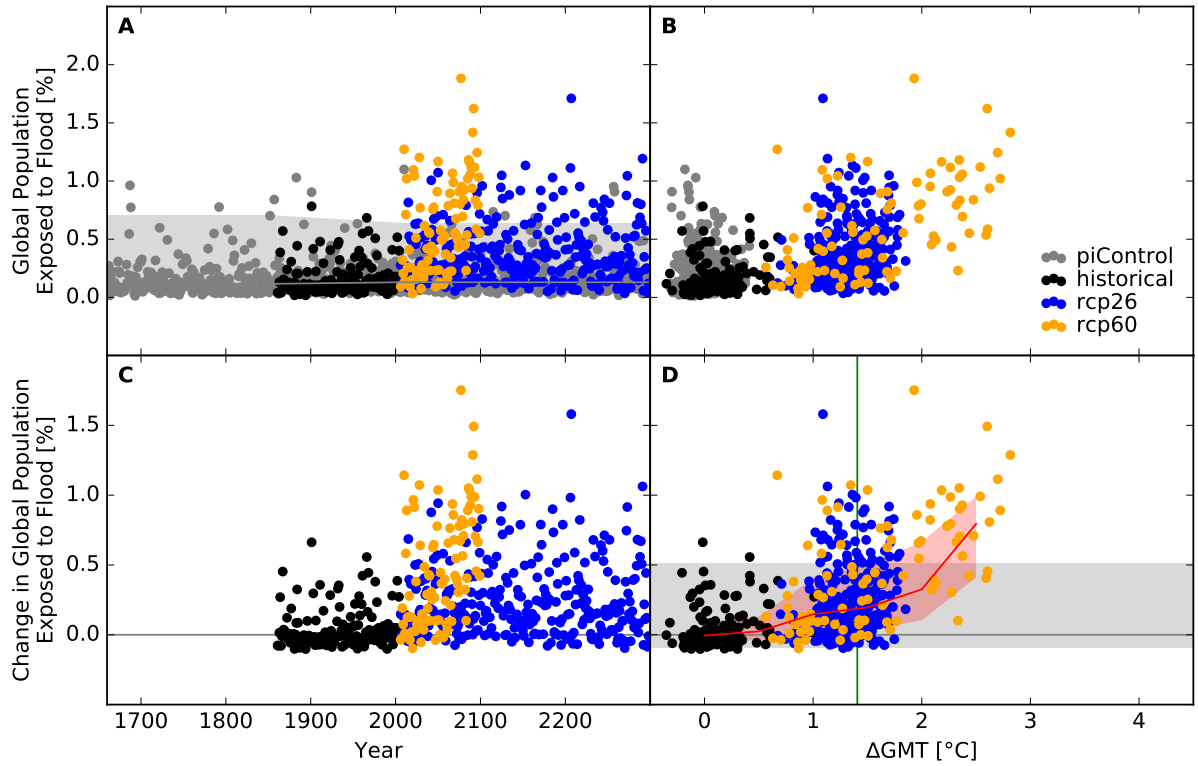 A
B
Global Population
Exposed to Flood [%]
2.0
1.5
1.0
0.5
0.0
piControl
historical
rcp26
rcp60
C
D
Change in Global Population
Exposed to Flood [%]
1.5
1.0
0.5
0.0
1700 1800 1900 2000 2100 2200
0 1 2 3 4
Year
ΔGMT [°C]